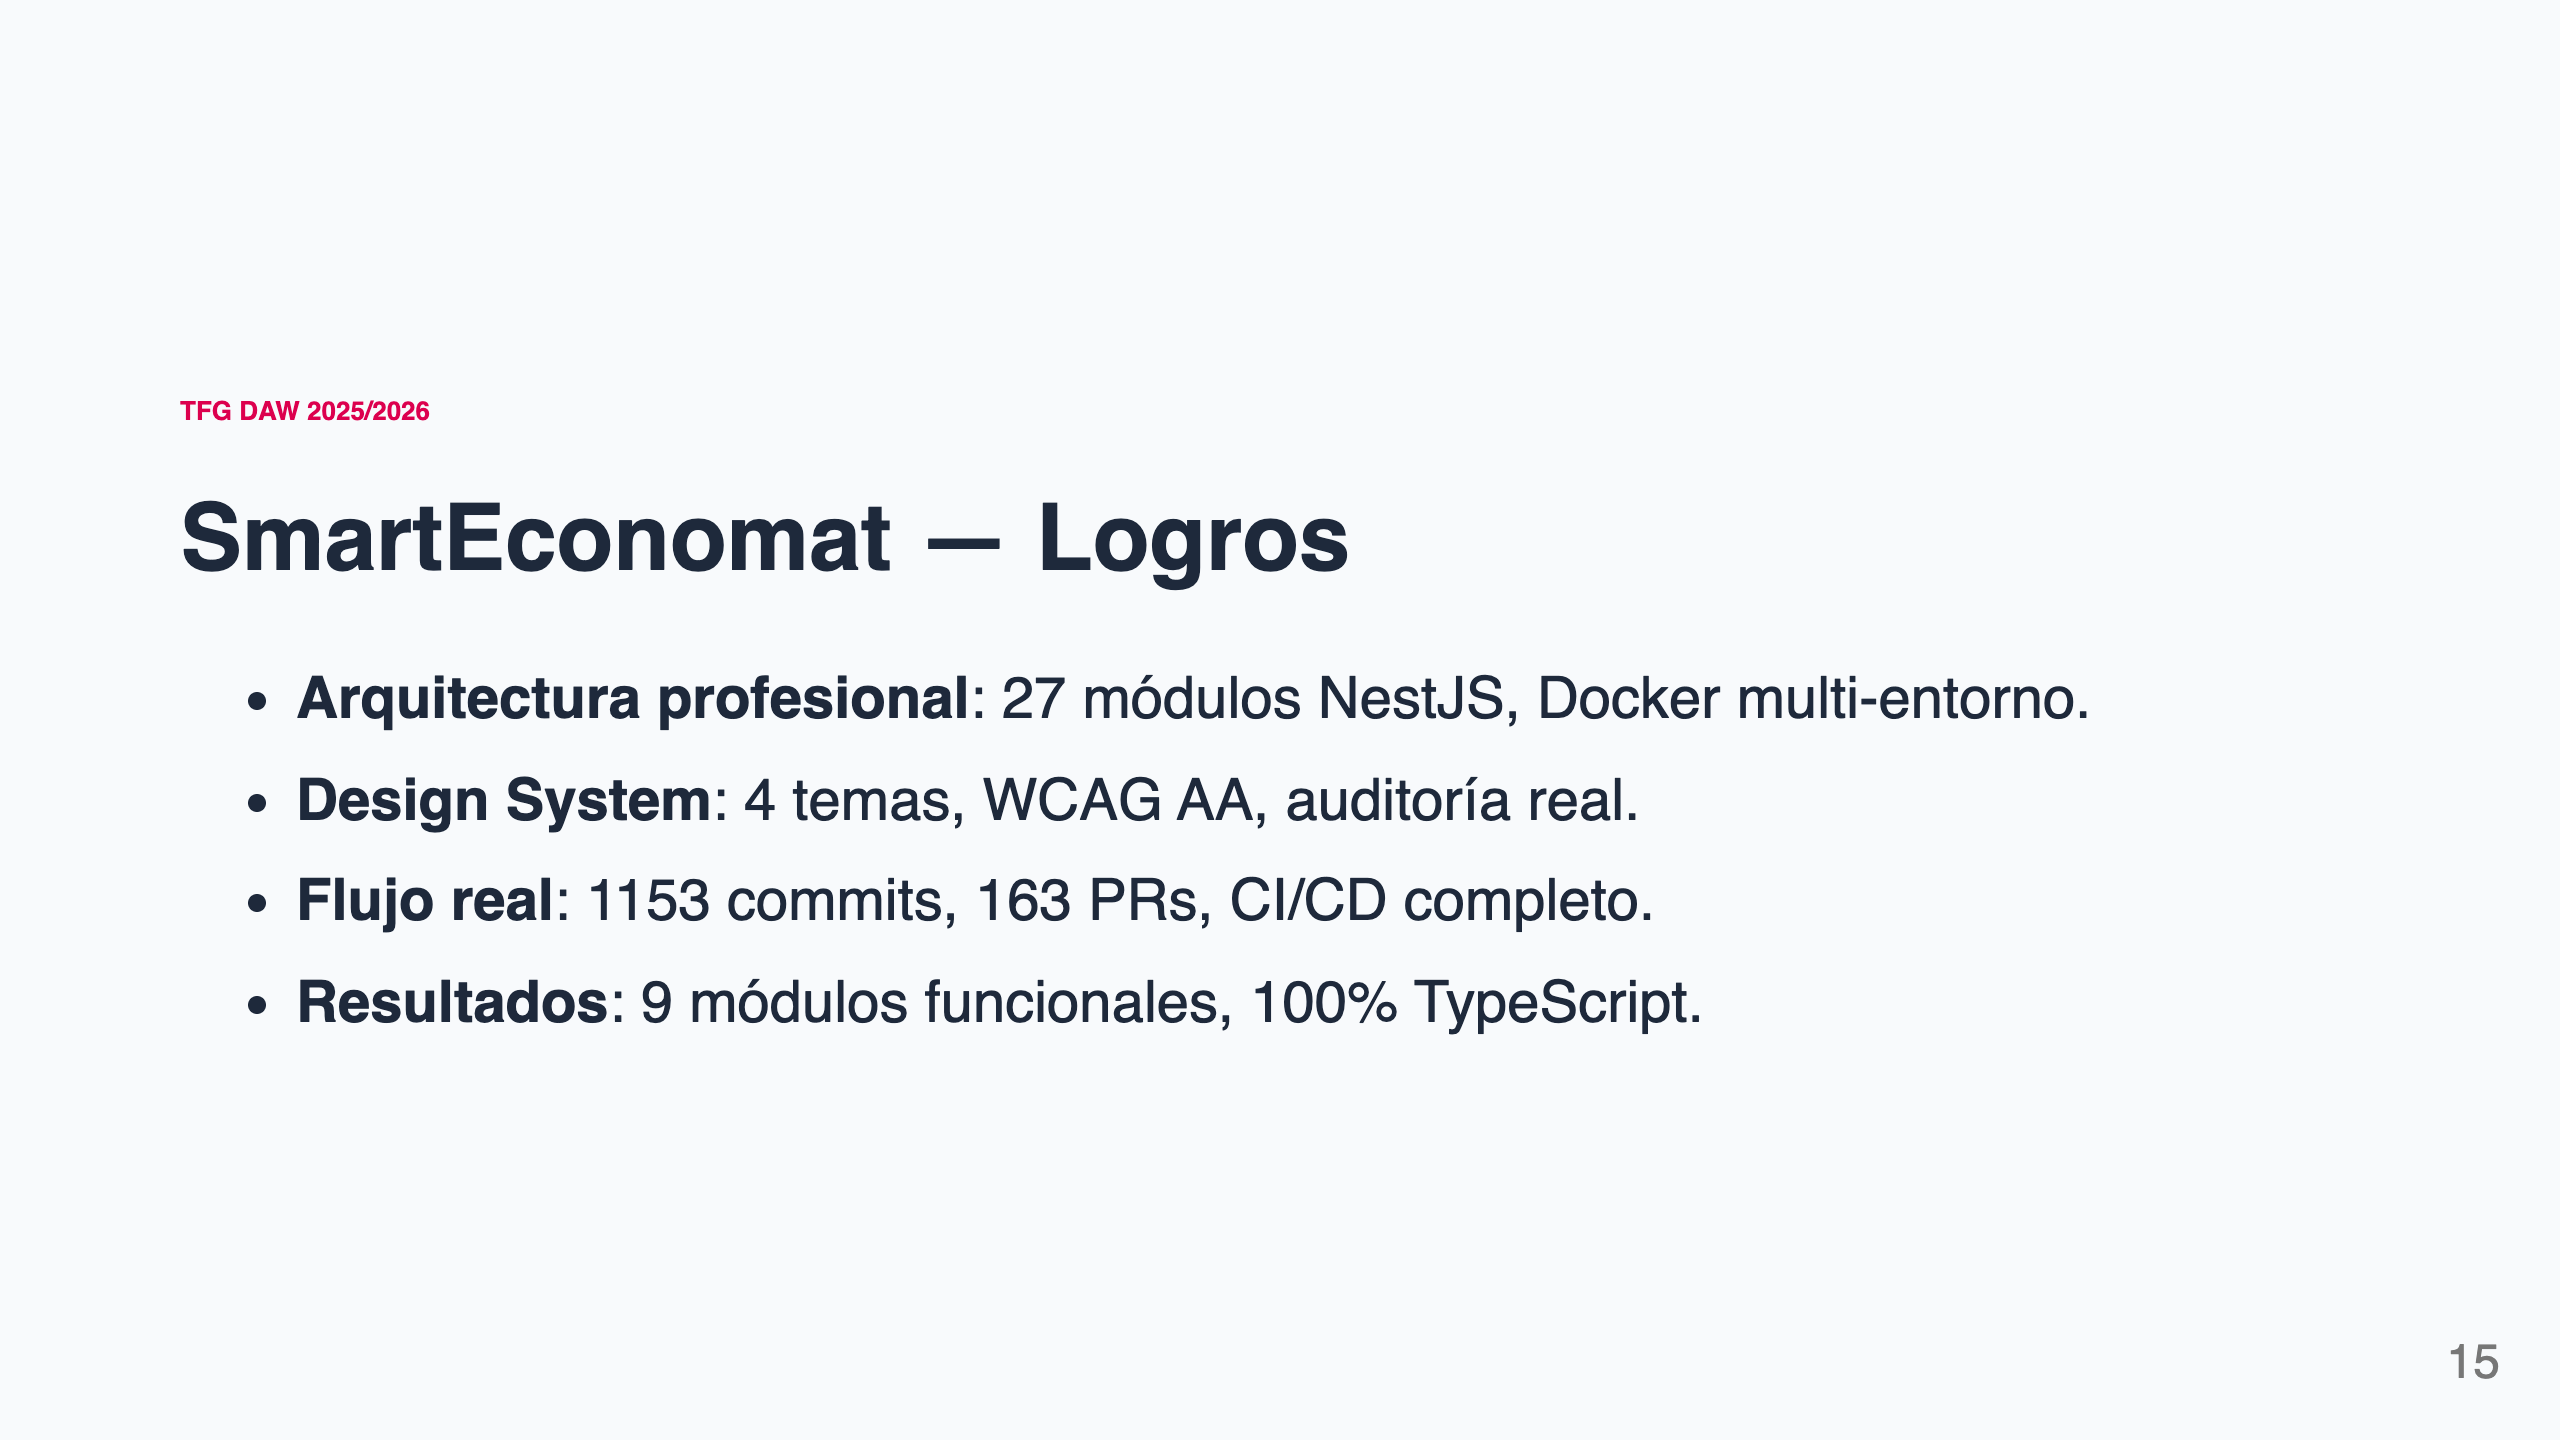 TFG DAW 2025/2026
SmartEconomat — Logros
• Arquitectura profesional: 27 módulos NestJS, Docker multi-entorno.
• Design System: 4 temas, WCAG AA, auditoría real.
• Flujo real: 1153 commits, 163 PRs, CI/CD completo.
• Resultados: 9 módulos funcionales, 100% TypeScript.
15